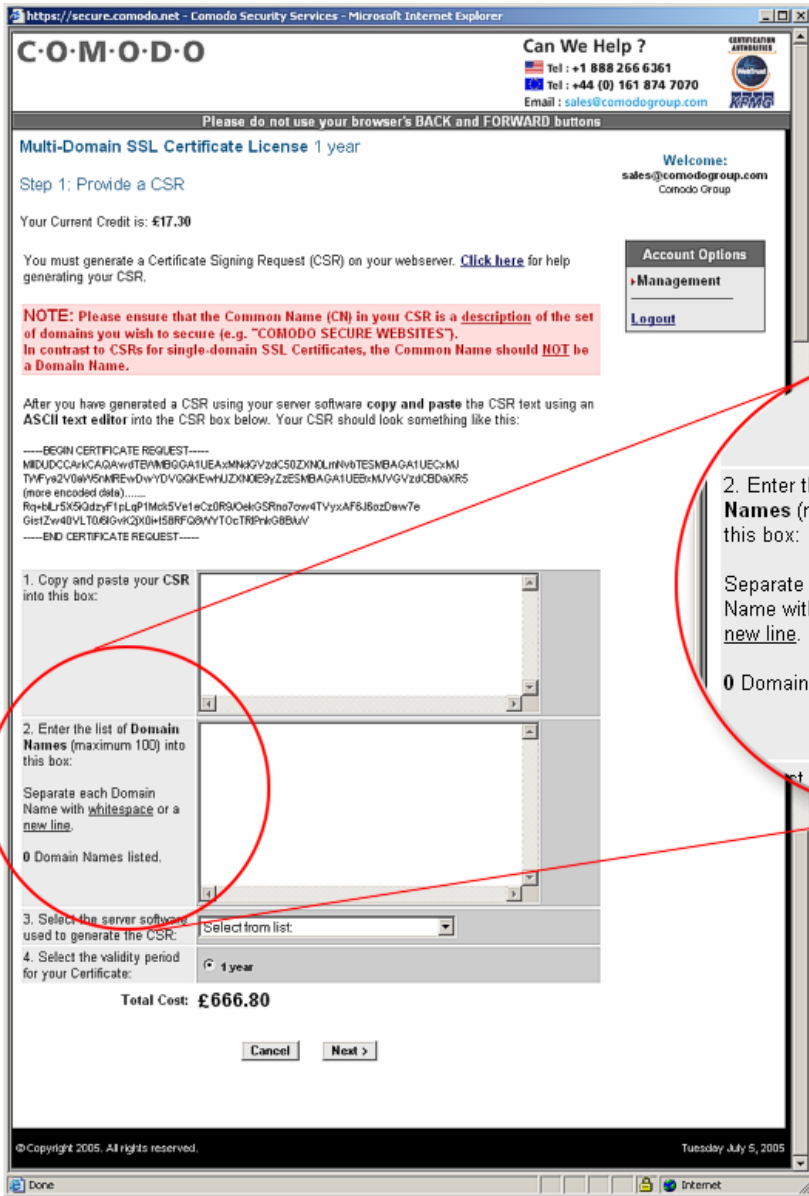 https://secure.comodo.net - Comodo Security Services - Microsoft Internet Explorer
C·O·M·O·D·O
Can We Help ?
Tel : +1 888 266 6361
Tel : +44 (0) 161 874 7070
Email : sales@comodogroup.com
CERTIFICATION
AUTHORITIES
WebTrust
KPMG
Please do not use your browser's BACK and FORWARD buttons
Multi-Domain SSL Certificate License 1 year
Welcome:
sales@comodogroup.com
Comodo Group
Step 1: Provide a CSR
Your Current Credit is: £17.30
You must generate a Certificate Signing Request (CSR) on your webserver. Click here for help
generating your CSR.
Account Options
Management
Logout
NOTE: Please ensure that the Common Name (CN) in your CSR is a description of the set
of domains you wish to secure (e.g. "COMODO SECURE WEBSITES").
In contrast to CSRs for single-domain SSL Certificates, the Common Name should NOT be
a Domain Name.
After you have generated a CSR using your server software copy and paste the CSR text using an
ASCII text editor into the CSR box below. Your CSR should look something like this:
-----BEGIN CERTIFICATE REQUEST-----
(more encoded data).......
-----END CERTIFICATE REQUEST-----
1. Copy and paste your CSR
into this box:
2. Enter the list of Domain
Names (maximum 100) into
this box:
Separate each Domain
Name with whitespace or a
new line.
0 Domain Names listed.
3. Select the server software
used to generate the CSR:
Select from list:
4. Select the validity period
for your Certificate:
1 year
Total Cost: £666.80
Cancel
Next >
© Copyright 2005. All rights reserved.
Tuesday July 5, 2005
Done
Internet
2. Enter t
Names (
this box:
Separate
Name wit
new line.
0 Domain